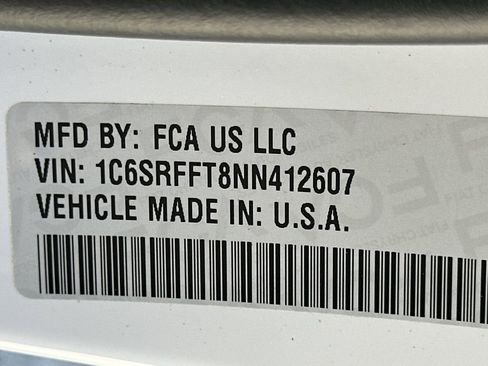 MFD BY: FCA US LLC
VIN: 1C6SRFFT8NN412607
VEHICLE MADE IN: U.S.A.